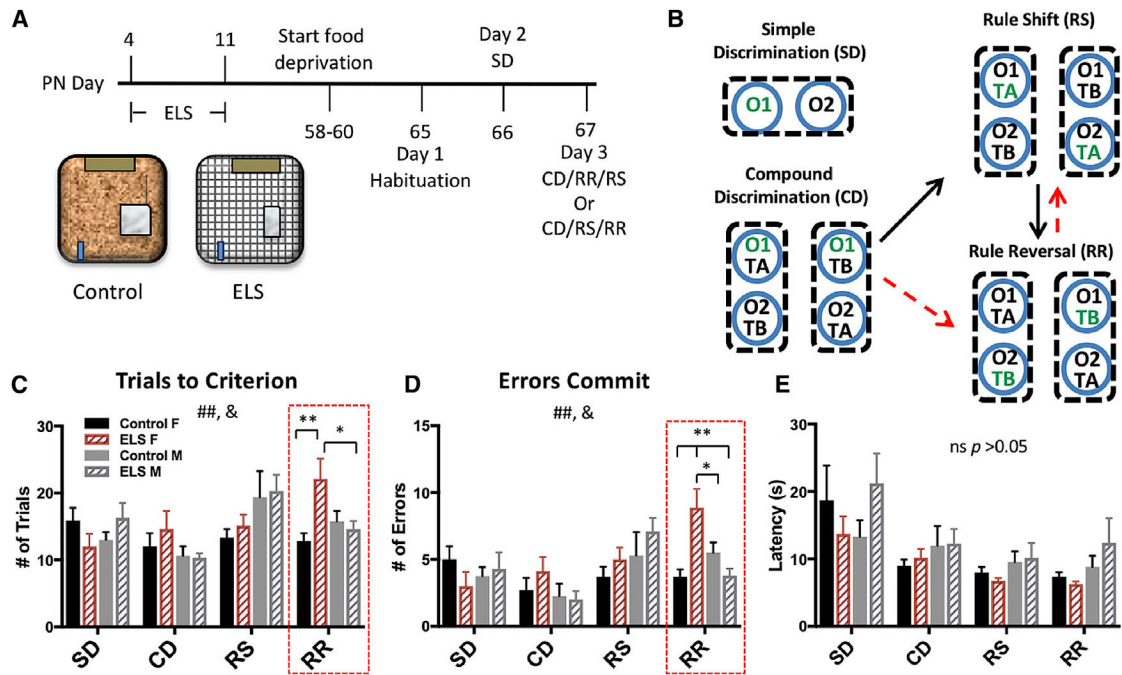 A
4
11
Start food
deprivation
Day 2
SD
PN Day
ELS
58-60
65
66
67
Day 1
Habituation
Day 3
CD/RR/RS
Or
CD/RS/RR
Control
ELS
B
Simple
Discrimination (SD)
O1
O2
Compound
Discrimination (CD)
O1
TA
O2
TB
O1
TB
O2
TA
Rule Shift (RS)
O1
TA
O2
TB
O1
TB
O2
TA
Rule Reversal (RR)
O1
TA
O2
TB
O1
TB
O2
TA
C
Trials to Criterion
##, &
Control F
ELS F
Control M
ELS M
**
*
# of Trials
30
20
10
0
SD
CD
RS
RR
D
Errors Commit
##, &
**
*
# of Errors
15
10
5
0
SD
CD
RS
RR
E
ns p >0.05
Latency (s)
30
20
10
0
SD
CD
RS
RR